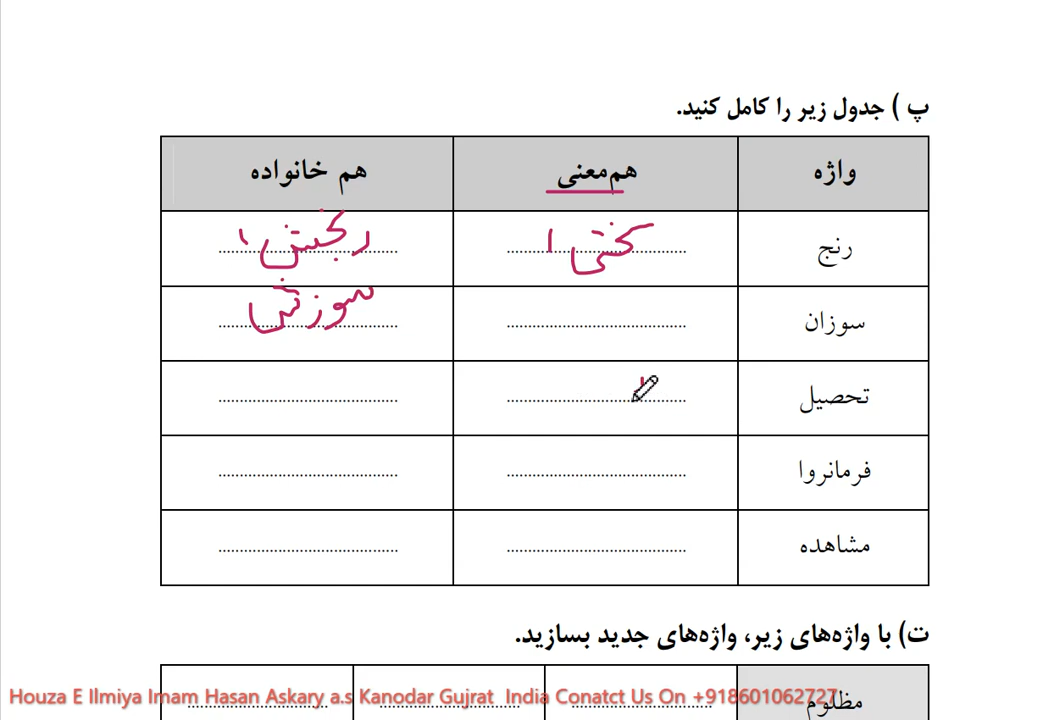 پ ) جدول زیر را کامل کنید.
واژه هم‌معنی هم خانواده
رنج سختی رنجش
سوزان سوزش
تحصیل
فرمانروا
مشاهده
ت) با واژه‌های زیر، واژه‌های جدید بسازید.
مظلوم
Houza E Ilmiya Imam Hasan Askary a.s Kanodar Gujrat India Conatct Us On +918601062727